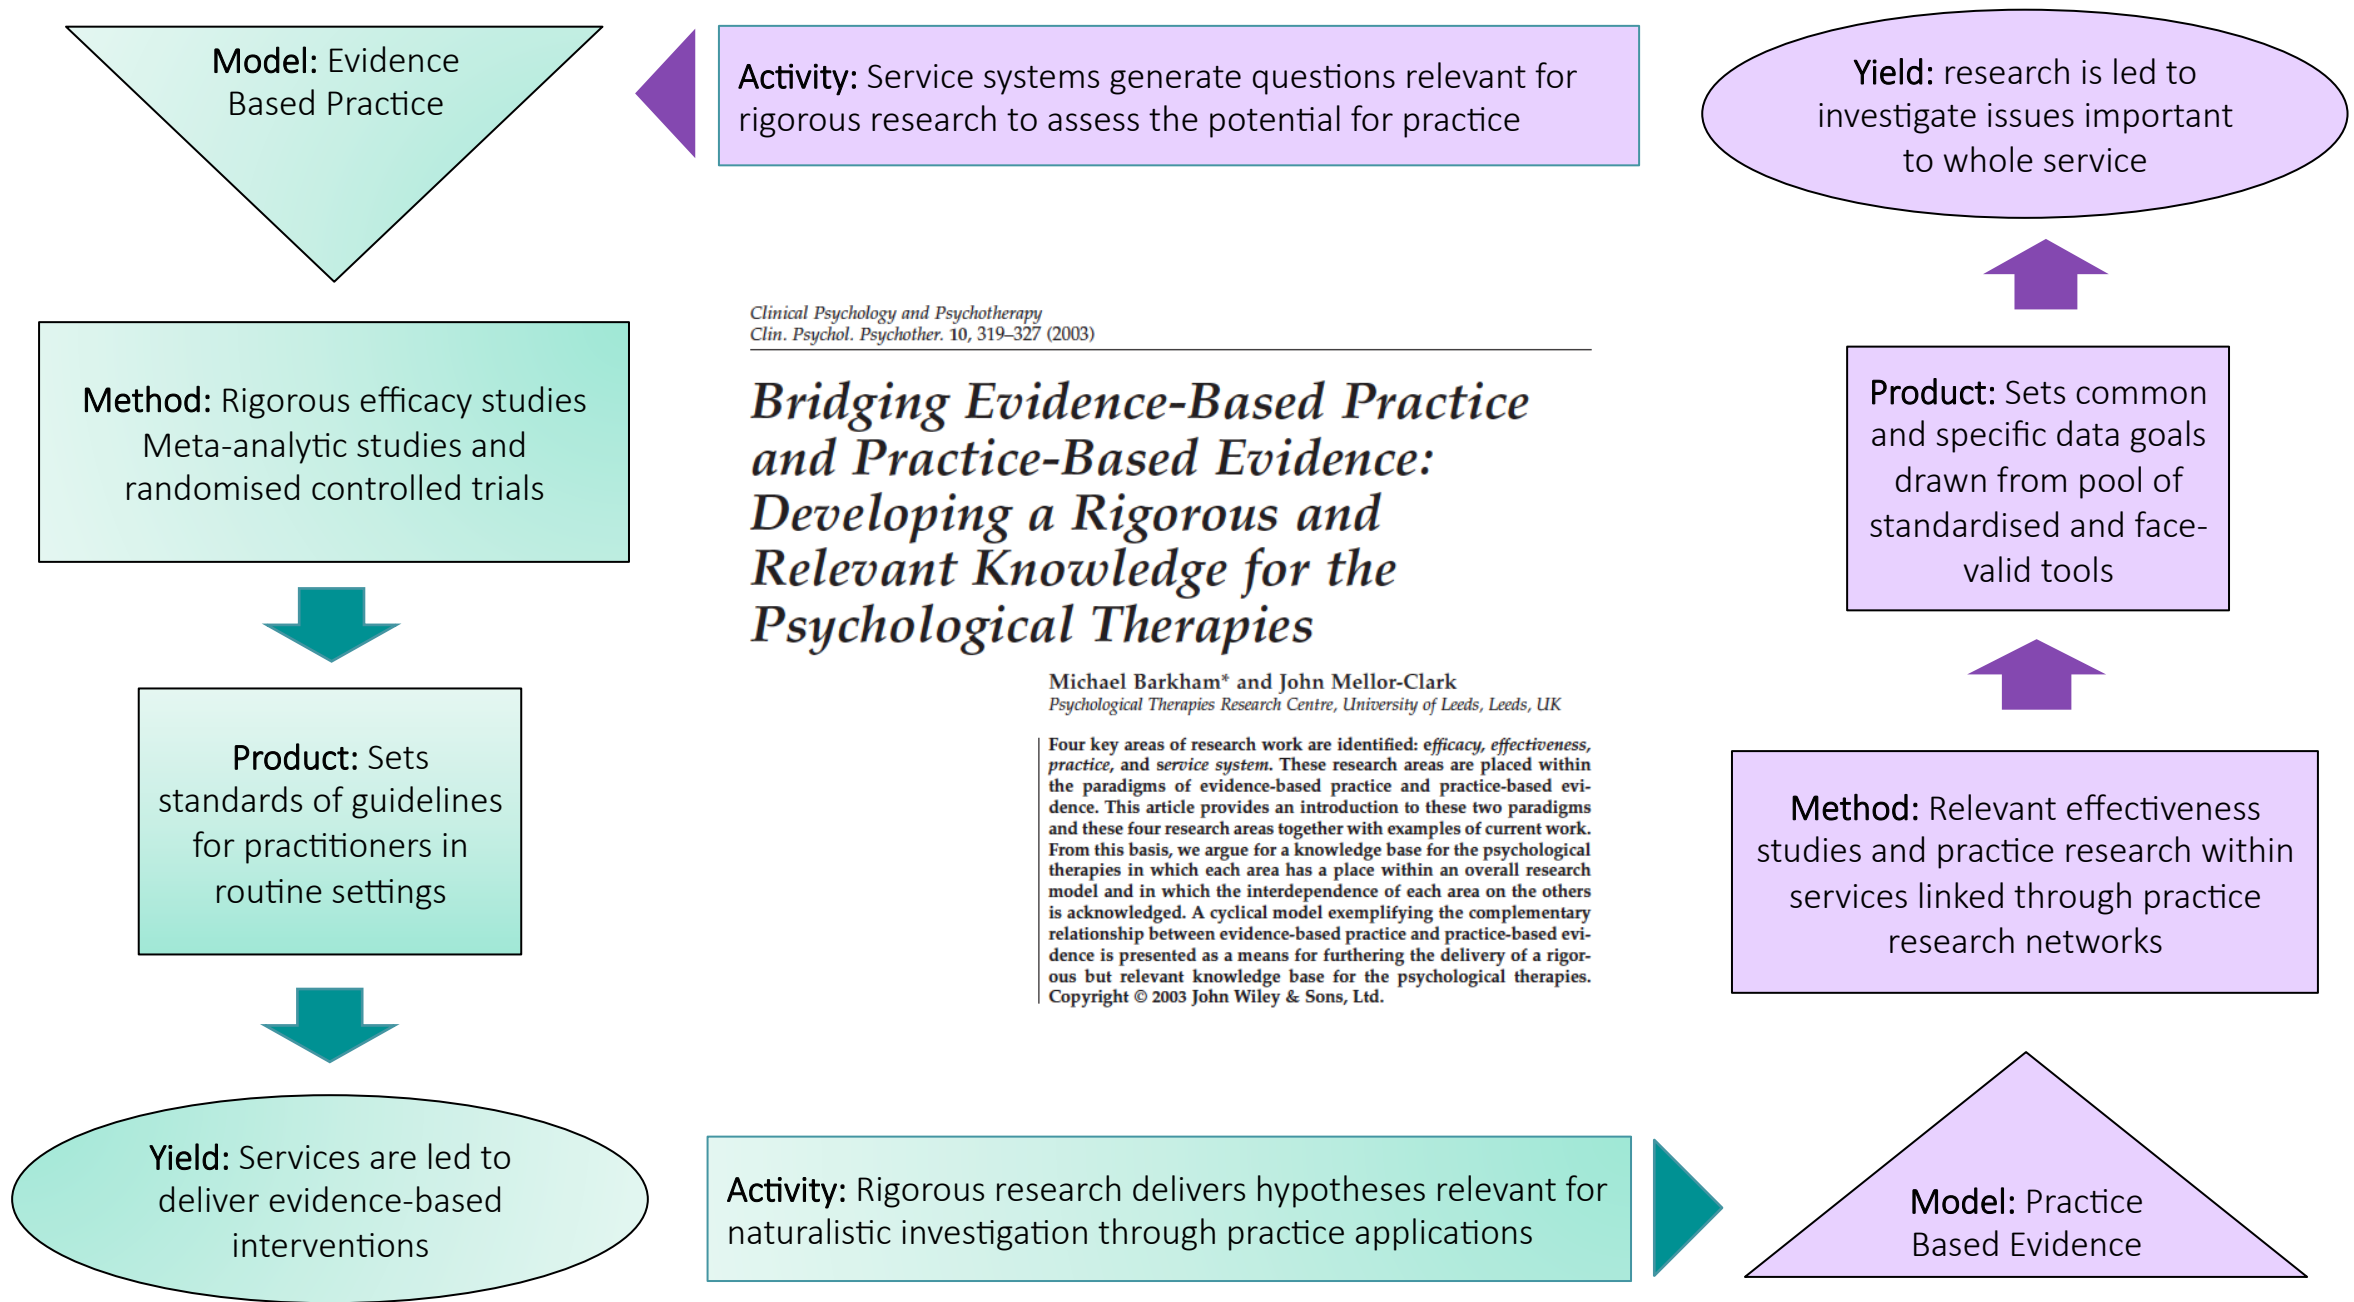 Model: Evidence
Based Practice
Activity: Service systems generate questions relevant for
rigorous research to assess the potential for practice
Yield: research is led to
investigate issues important
to whole service
Method: Rigorous efficacy studies
Meta-analytic studies and
randomised controlled trials
Product: Sets
standards of guidelines
for practitioners in
routine settings
Yield: Services are led to
deliver evidence-based
interventions
Clinical Psychology and Psychotherapy
Clin. Psychol. Psychother. 10, 319–327 (2003)
Bridging Evidence-Based Practice
and Practice-Based Evidence:
Developing a Rigorous and
Relevant Knowledge for the
Psychological Therapies
Michael Barkham* and John Mellor-Clark
Psychological Therapies Research Centre, University of Leeds, Leeds, UK
Four key areas of research work are identified: efficacy, effectiveness,
practice, and service system. These research areas are placed within
the paradigms of evidence-based practice and practice-based evi-
dence. This article provides an introduction to these two paradigms
and these four research areas together with examples of current work.
From this basis, we argue for a knowledge base for the psychological
therapies in which each area has a place within an overall research
model and in which the interdependence of each area on the others
is acknowledged. A cyclical model exemplifying the complementary
relationship between evidence-based practice and practice-based evi-
dence is presented as a means for furthering the delivery of a rigor-
ous but relevant knowledge base for the psychological therapies.
Copyright © 2003 John Wiley & Sons, Ltd.
Product: Sets common
and specific data goals
drawn from pool of
standardised and face-
valid tools
Method: Relevant effectiveness
studies and practice research within
services linked through practice
research networks
Activity: Rigorous research delivers hypotheses relevant for
naturalistic investigation through practice applications
Model: Practice
Based Evidence